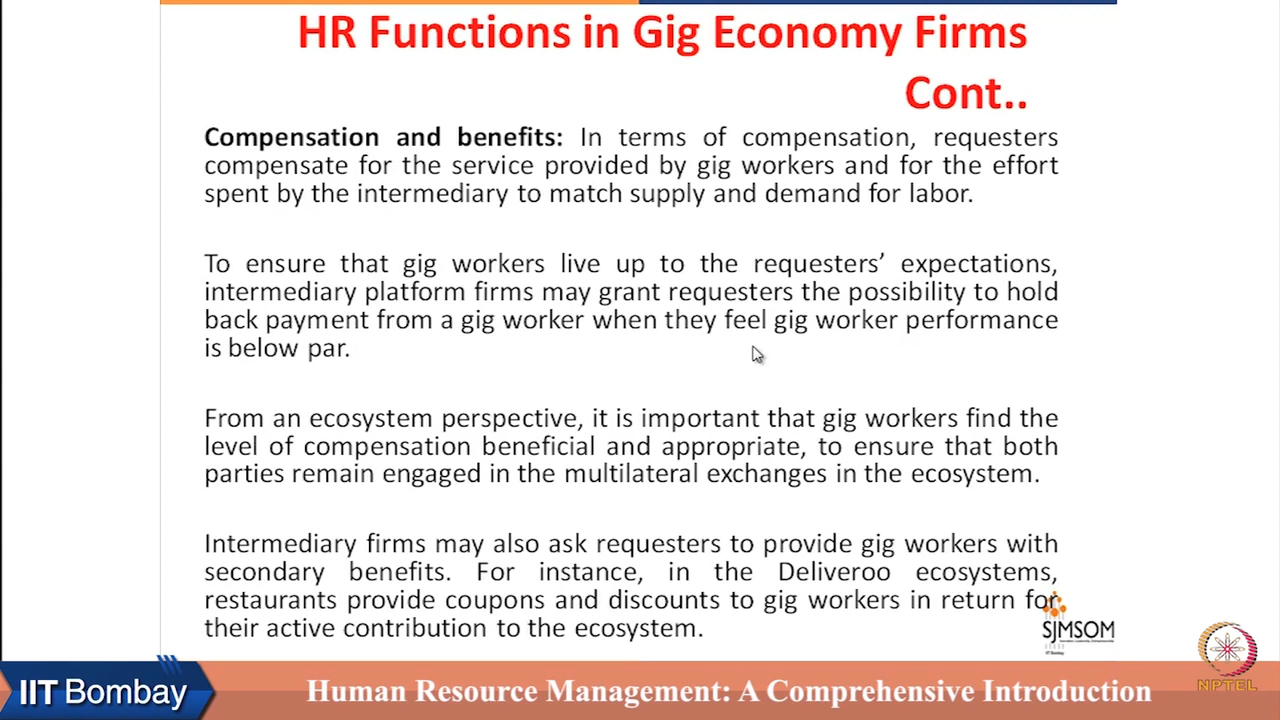 HR Functions in Gig Economy Firms
Cont..
Compensation and benefits: In terms of compensation, requesters
compensate for the service provided by gig workers and for the effort
spent by the intermediary to match supply and demand for labor.
To ensure that gig workers live up to the requesters’ expectations,
intermediary platform firms may grant requesters the possibility to hold
back payment from a gig worker when they feel gig worker performance
is below par.
From an ecosystem perspective, it is important that gig workers find the
level of compensation beneficial and appropriate, to ensure that both
parties remain engaged in the multilateral exchanges in the ecosystem.
Intermediary firms may also ask requesters to provide gig workers with
secondary benefits. For instance, in the Deliveroo ecosystems,
restaurants provide coupons and discounts to gig workers in return for
their active contribution to the ecosystem.
SJMSOM
IIT Bombay
IIT Bombay
Human Resource Management: A Comprehensive Introduction
NPTEL